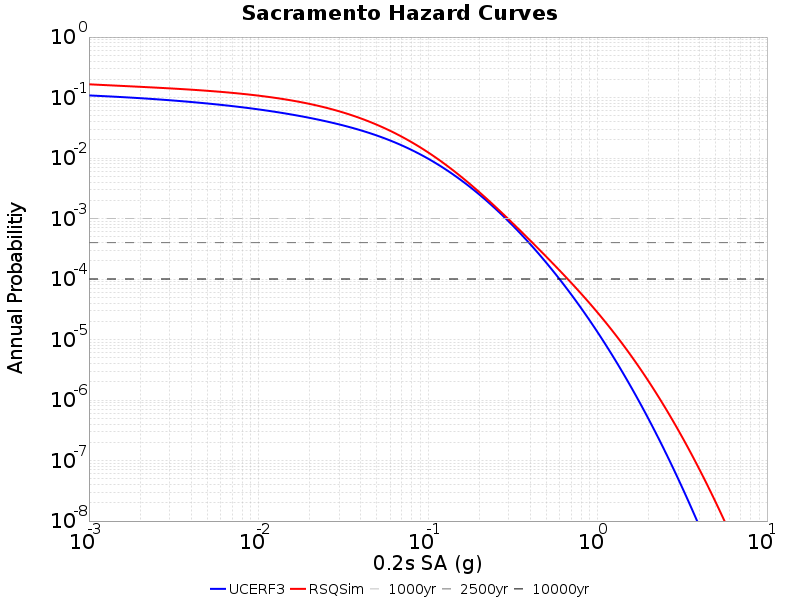 Sacramento Hazard Curves
10^0
10^-1
10^-2
10^-3
10^-4
10^-5
10^-6
10^-7
10^-8
Annual Probabilitiy
10^-3 10^-2 10^-1 10^0 10^1
0.2s SA (g)
UCERF3 RSQSim 1000yr 2500yr 10000yr